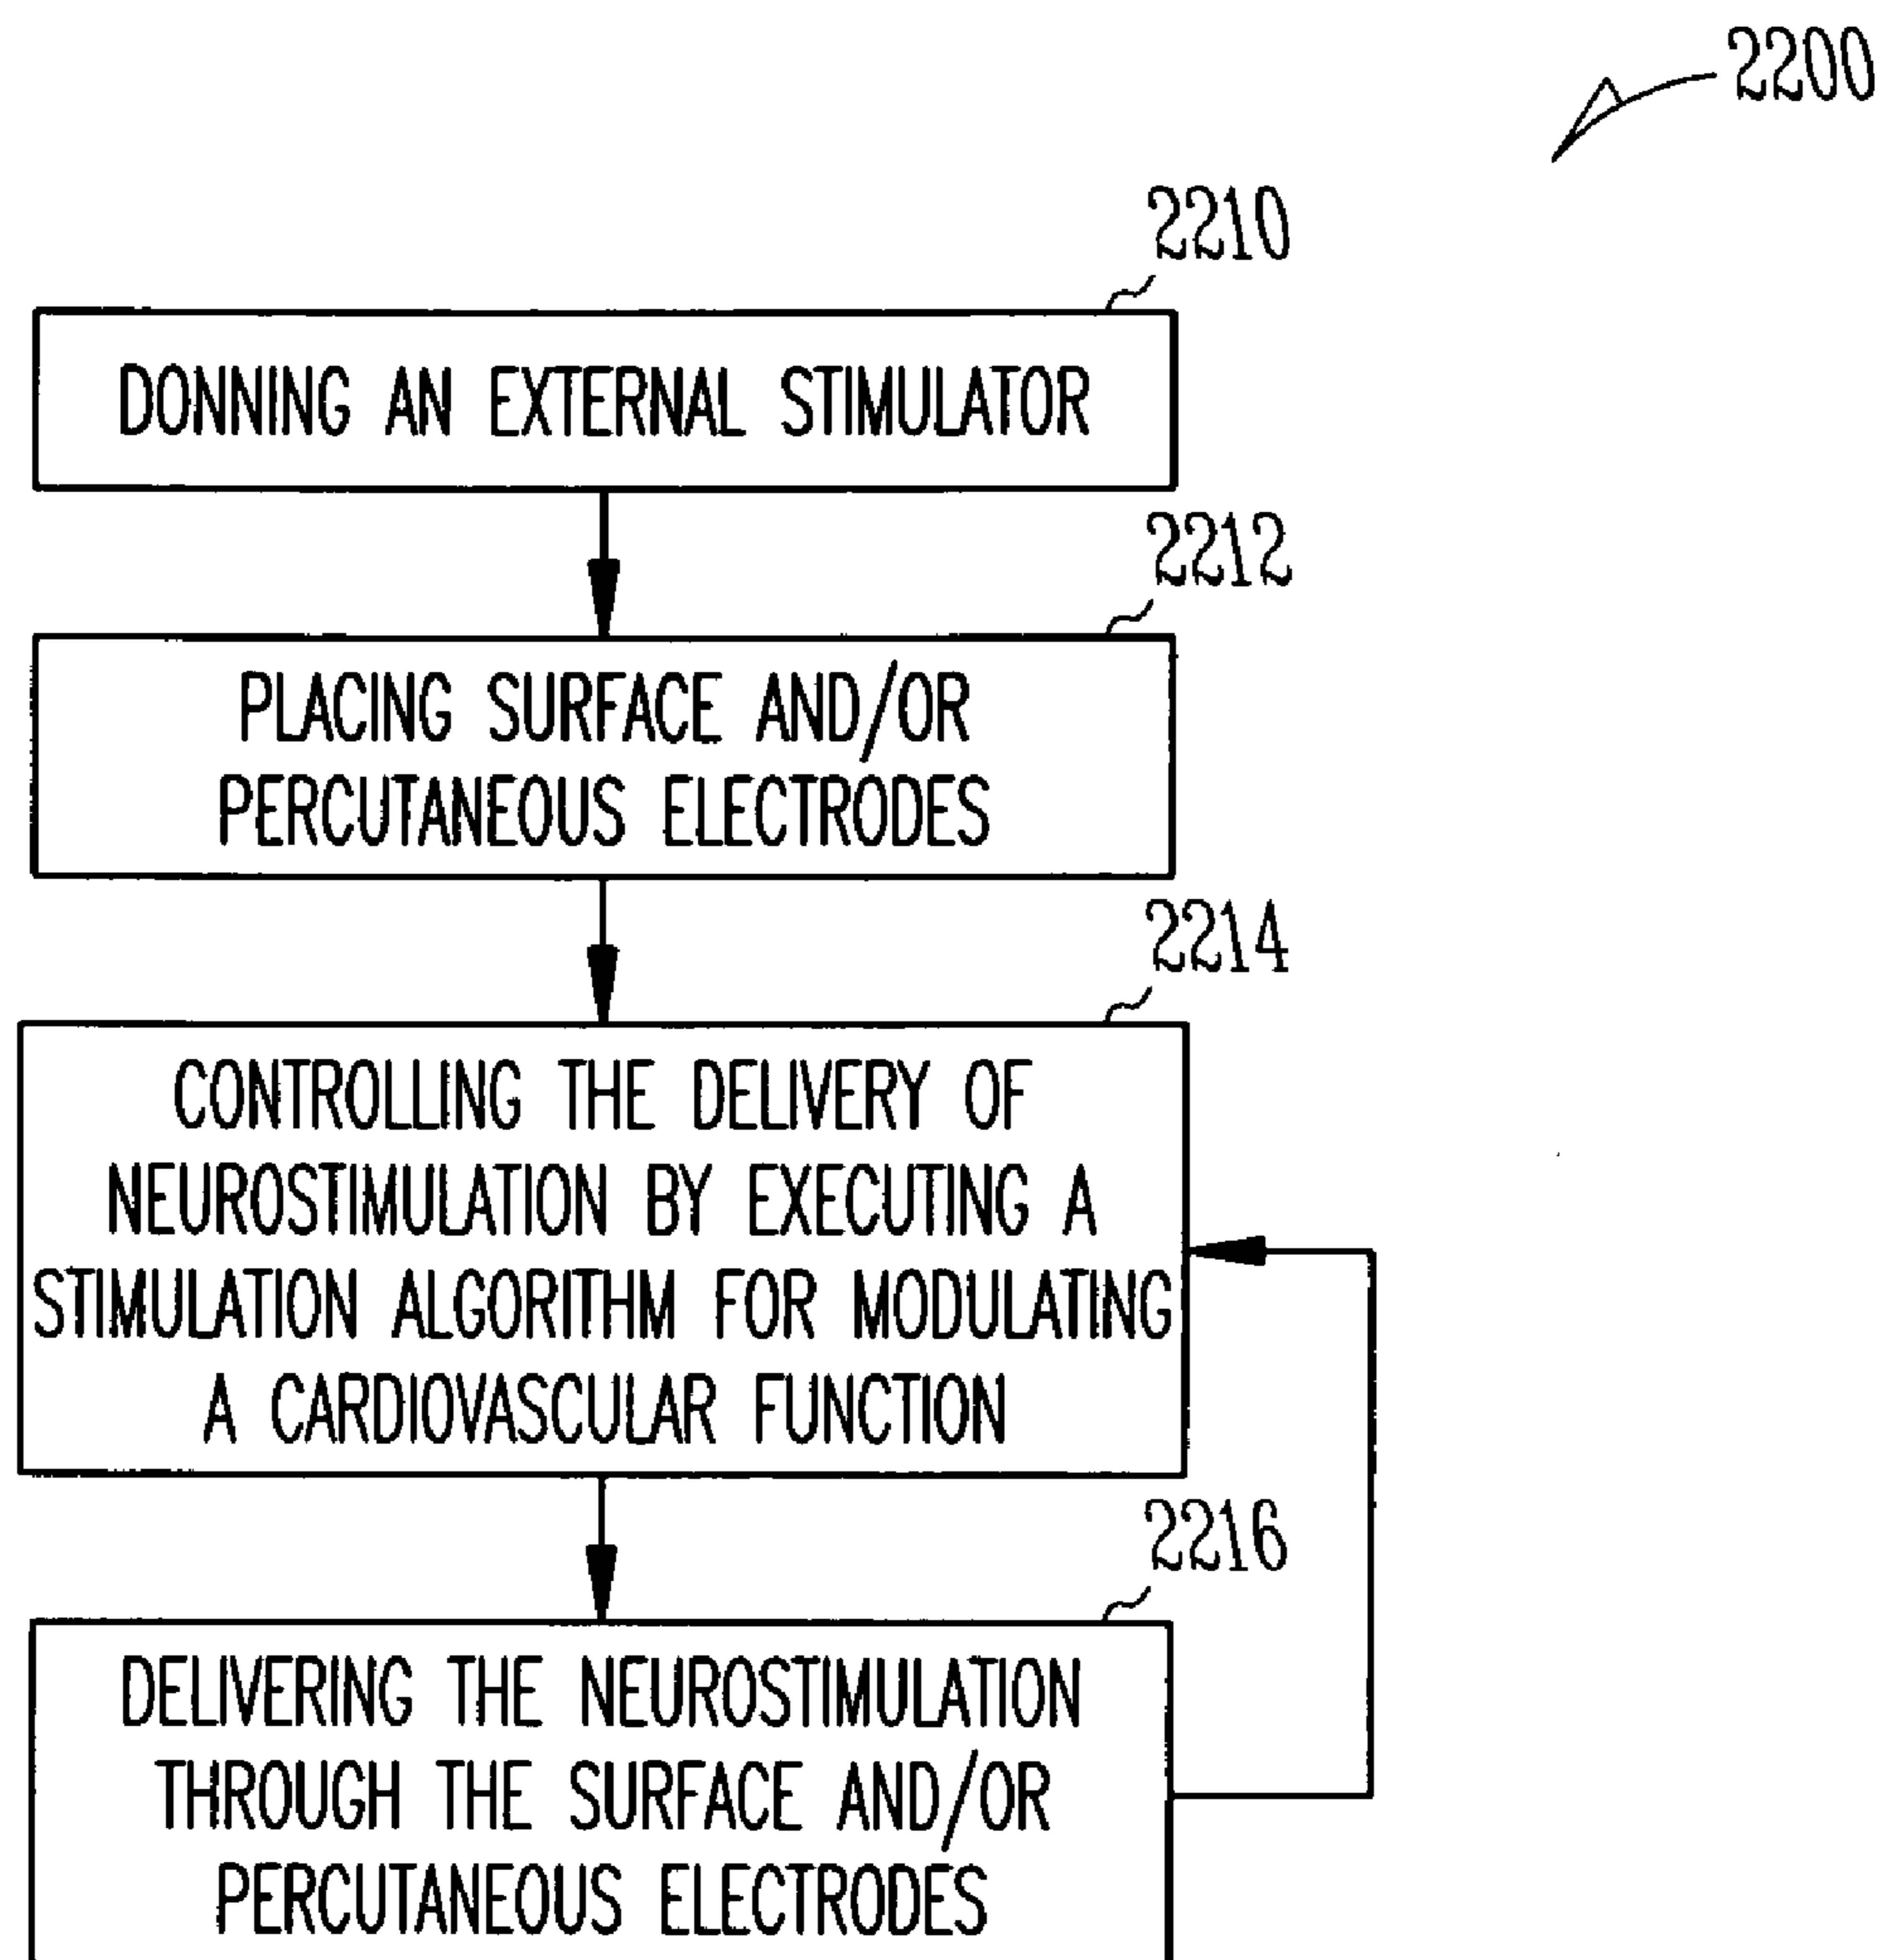 2200
2210
DONNING AN EXTERNAL STIMULATOR
2212
PLACING SURFACE AND/OR
PERCUTANEOUS ELECTRODES
2214
CONTROLLING THE DELIVERY OF
NEUROSTIMULATION BY EXECUTING A
STIMULATION ALGORITHM FOR MODULATING
A CARDIOVASCULAR FUNCTION
2216
DELIVERING THE NEUROSTIMULATION
THROUGH THE SURFACE AND/OR
PERCUTANEOUS ELECTRODES